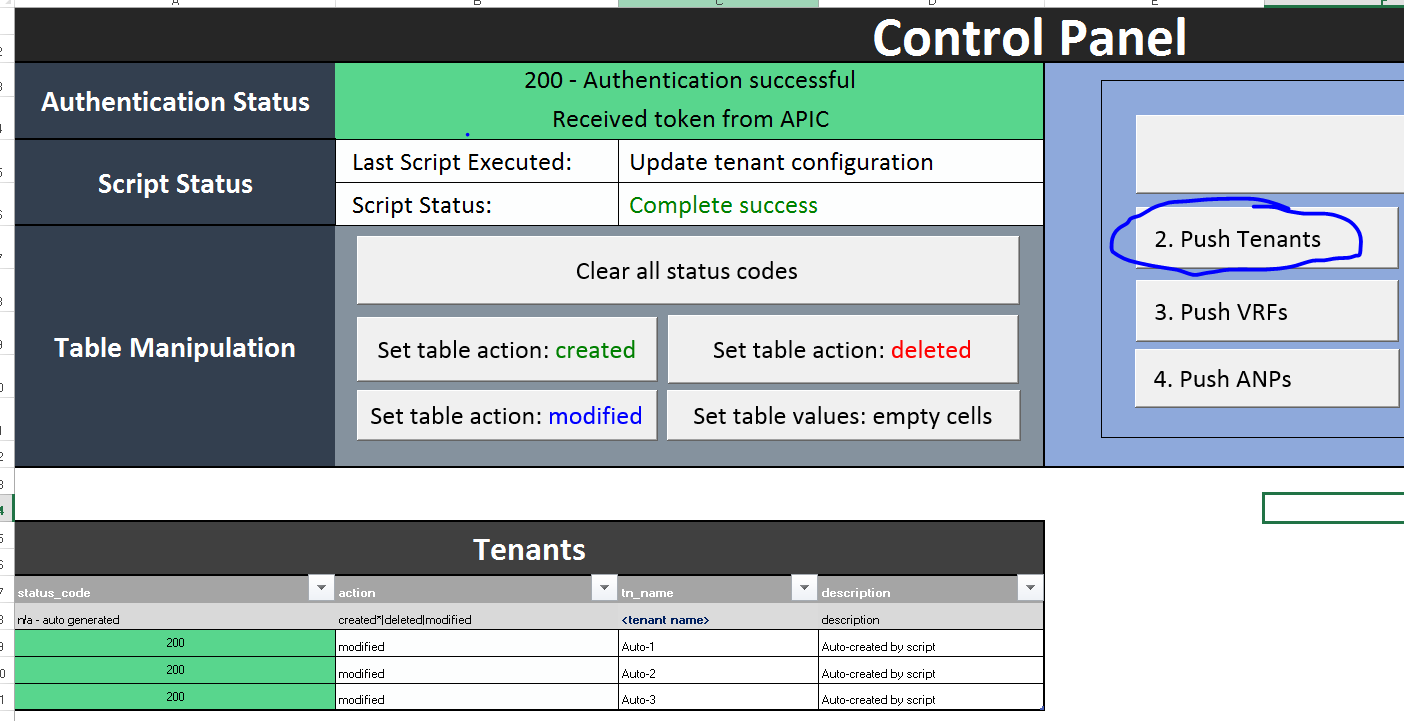 A B C D E F
Control Panel
Authentication Status
200 - Authentication successful
Received token from APIC
Script Status
Last Script Executed: Update tenant configuration
Script Status: Complete success
Table Manipulation
Clear all status codes
Set table action: created Set table action: deleted
Set table action: modified Set table values: empty cells
2. Push Tenants
3. Push VRFs
4. Push ANPs
Tenants
status_code action tn_name description
n/a - auto generated created*|deleted|modified <tenant name> description
200 modified Auto-1 Auto-created by script
200 modified Auto-2 Auto-created by script
200 modified Auto-3 Auto-created by script